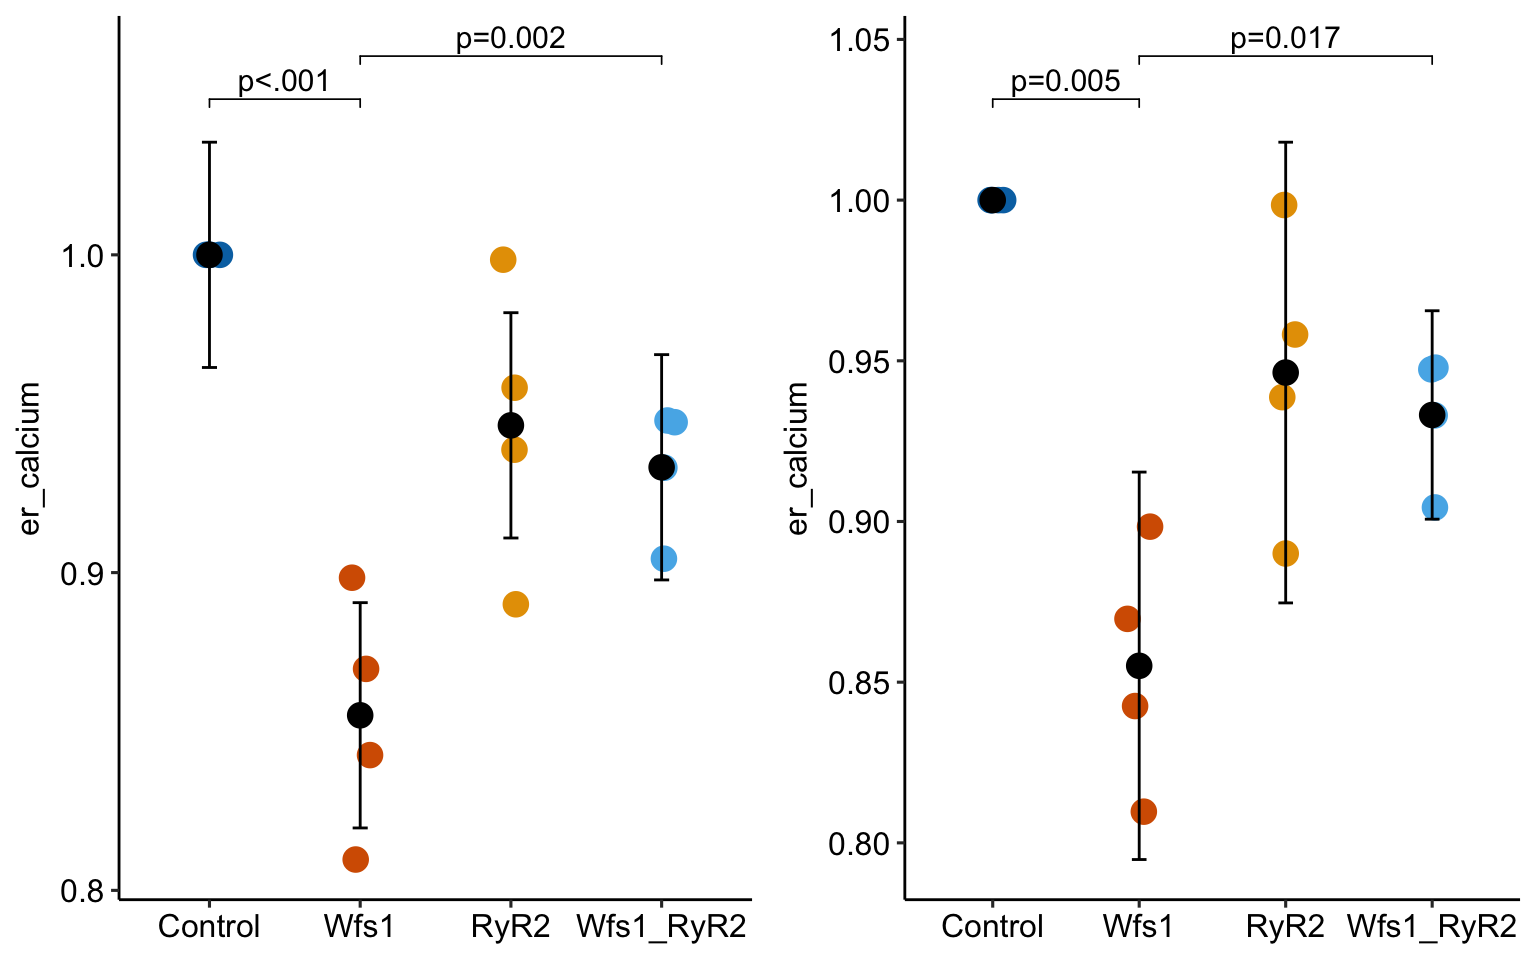 p=0.002
p<.001
1.0
0.9
0.8
er_calcium
Control Wfs1 RyR2 Wfs1_RyR2
p=0.017
p=0.005
1.05
1.00
0.95
0.90
0.85
0.80
er_calcium
Control Wfs1 RyR2 Wfs1_RyR2